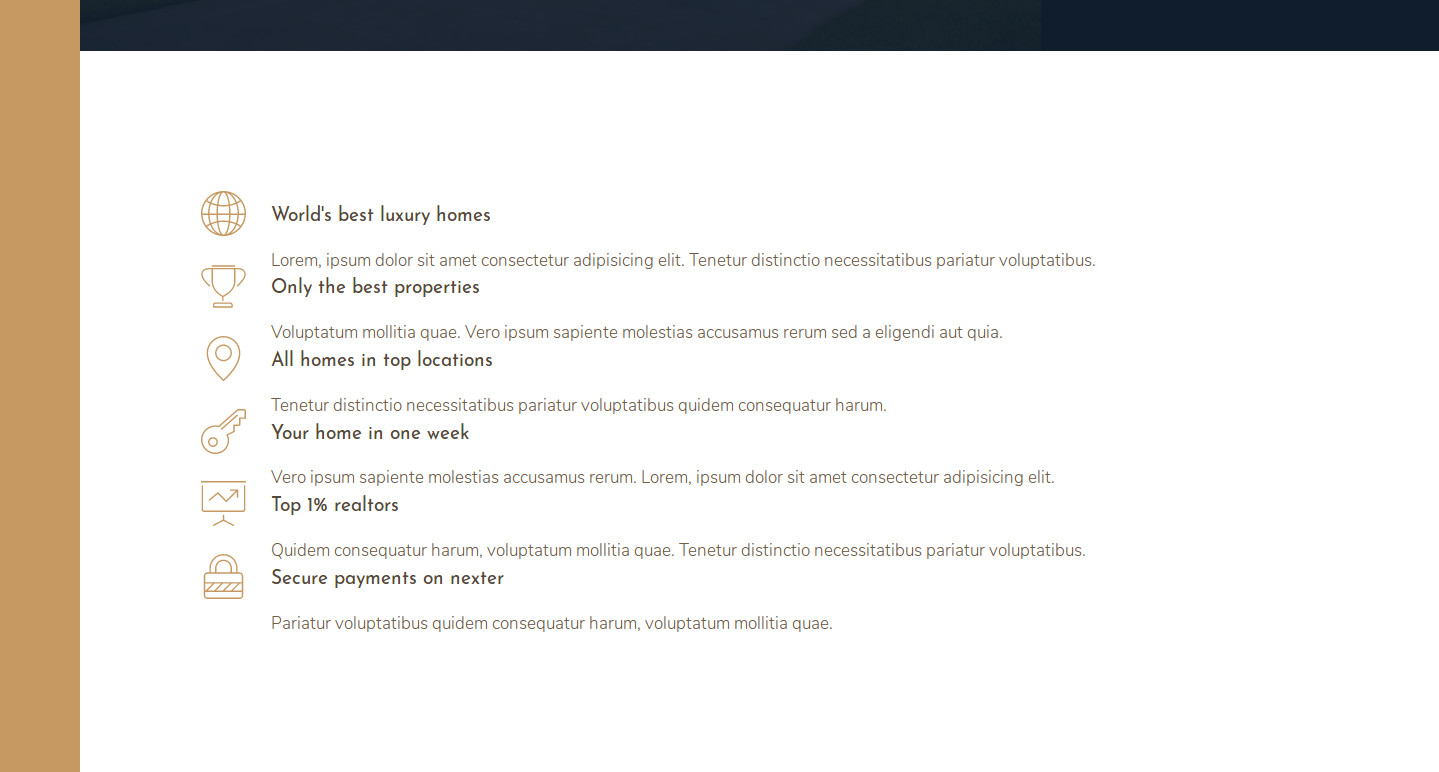 World's best luxury homes
Lorem, ipsum dolor sit amet consectetur adipisicing elit. Tenetur distinctio necessitatibus pariatur voluptatibus.
Only the best properties
Voluptatum mollitia quae. Vero ipsum sapiente molestias accusamus rerum sed a eligendi aut quia.
All homes in top locations
Tenetur distinctio necessitatibus pariatur voluptatibus quidem consequatur harum.
Your home in one week
Vero ipsum sapiente molestias accusamus rerum. Lorem, ipsum dolor sit amet consectetur adipisicing elit.
Top 1% realtors
Quidem consequatur harum, voluptatum mollitia quae. Tenetur distinctio necessitatibus pariatur voluptatibus.
Secure payments on nexter
Pariatur voluptatibus quidem consequatur harum, voluptatum mollitia quae.